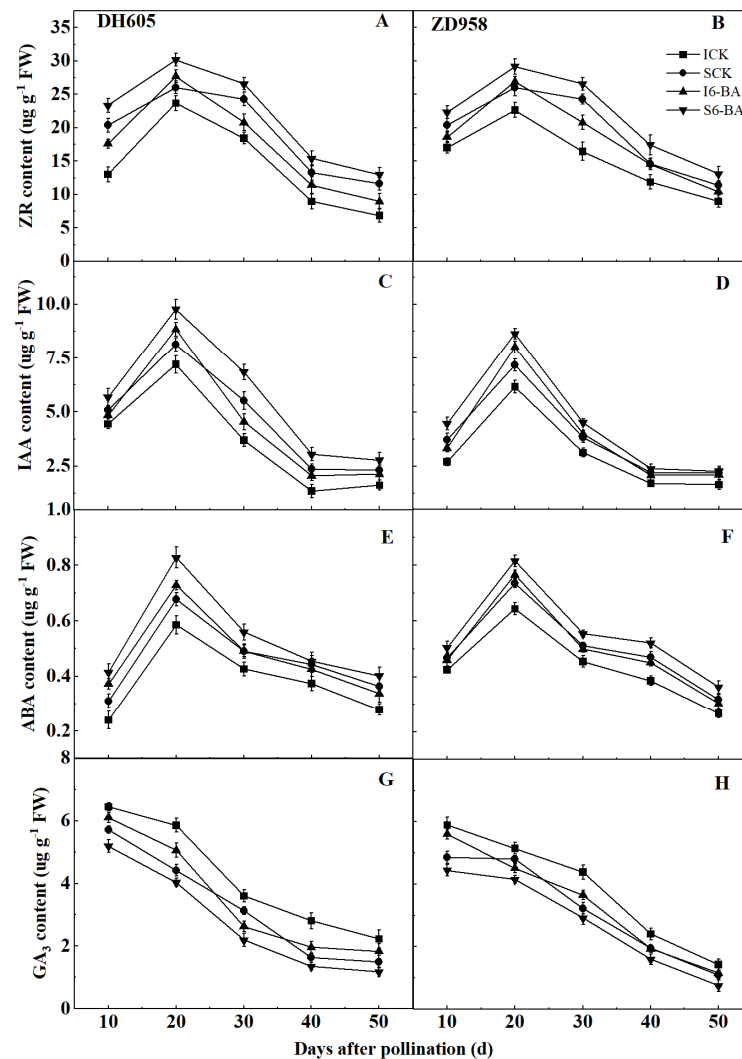 DH605 A ZD958 B
ICK
SCK
I6-BA
S6-BA
ZR content (ug g-1 FW)
35
30
25
20
15
10
5
0
C D
IAA content (ug g-1 FW)
10.0
7.5
5.0
2.5
1.0
E F
ABA content (ug g-1 FW)
0.8
0.6
0.4
0.2
G H
GA3 content (ug g-1 FW)
8
6
4
2
0
10 20 30 40 50 10 20 30 40 50
Days after pollination (d)